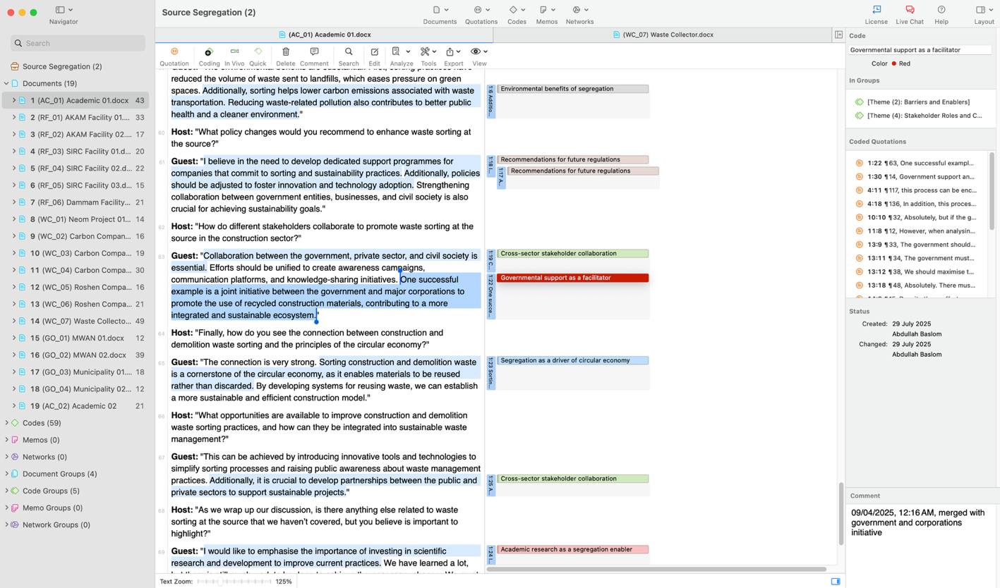 Source Segregation (2)
Navigator
Documents
Quotations
Codes
Memos
Networks
License
Live Chat
Help
Layout
Search
Source Segregation (2)
Documents (19)
1 (AC_01) Academic 01.docx 43
2 (RF_01) AKAM Facility 01.... 33
3 (RF_02) AKAM Facility 02.... 17
4 (RF_03) SIRC Facility 01.d... 20
5 (RF_04) SIRC Facility 02.d... 22
6 (RF_05) SIRC Facility 03.d... 15
7 (RF_06) Dammam Facility... 21
8 (WC_01) Neom Project 01... 14
9 (WC_02) Carbon Compan... 16
10 (WC_03) Carbon Compa... 19
11 (WC_04) Carbon Compa... 30
12 (WC_05) Roshen Compa... 16
13 (WC_06) Roshen Compa... 21
14 (WC_07) Waste Collecto... 49
15 (GO_01) MWAN 01.docx 12
16 (GO_02) MWAN 02.docx 39
17 (GO_03) Municipality 01.... 18
18 (GO_04) Municipality 02... 12
19 (AC_02) Academic 02 21
Codes (59)
Memos (0)
Networks (0)
Document Groups (4)
Code Groups (5)
Memo Groups (0)
Network Groups (0)
(AC_01) Academic 01.docx
(WC_07) Waste Collector.docx
Quotation
Coding
In Vivo
Quick
Delete
Comment
Search
Edit
Analyze
Tools
Export
View
reduced the volume of waste sent to landfills, which eases pressure on green
spaces. Additionally, sorting helps lower carbon emissions associated with waste
transportation. Reducing waste-related pollution also contributes to better public
health and a cleaner environment."
60 Host: "What policy changes would you recommend to enhance waste sorting at
the source?"
61 Guest: "I believe in the need to develop dedicated support programmes for
companies that commit to sorting and sustainability practices. Additionally, policies
should be adjusted to foster innovation and technology adoption. Strengthening
collaboration between government entities, businesses, and civil society is also
crucial for achieving sustainability goals."
62 Host: "How do different stakeholders collaborate to promote waste sorting at the
source in the construction sector?"
63 Guest: "Collaboration between the government, private sector, and civil society is
essential. Efforts should be unified to create awareness campaigns,
communication platforms, and knowledge-sharing initiatives. One successful
example is a joint initiative between the government and major corporations to
promote the use of recycled construction materials, contributing to a more
integrated and sustainable ecosystem."
64 Host: "Finally, how do you see the connection between construction and
demolition waste sorting and the principles of the circular economy?"
65 Guest: "The connection is very strong. Sorting construction and demolition waste
is a cornerstone of the circular economy, as it enables materials to be reused
rather than discarded. By developing systems for reusing waste, we can establish
a more sustainable and efficient construction model."
66 Host: "What opportunities are available to improve construction and demolition
waste sorting practices, and how can they be integrated into sustainable waste
management?"
67 Guest: "This can be achieved by introducing innovative tools and technologies to
simplify sorting processes and raising public awareness about waste management
practices. Additionally, it is crucial to develop partnerships between the public and
private sectors to support sustainable projects."
68 Host: "As we wrap up our discussion, is there anything else related to waste
sorting at the source that we haven't covered, but you believe is important to
highlight?"
69 Guest: "I would like to emphasise the importance of investing in scientific
research and development to improve current practices. We have learned a lot,
1:6 Additio...
Environmental benefits of segregation
1:18 I...
Recommendations for future regulations
1:17 A...
Recommendations for future regulations
1:19 C...
Cross-sector stakeholder collaboration
1:22 One succe...
Governmental support as a facilitator
1:23 Sortin...
Segregation as a driver of circular economy
1:25 A...
Cross-sector stakeholder collaboration
1:24 I...
Academic research as a segregation enabler
Text Zoom: 125%
Code
Governmental support as a facilitator
Color Red
In Groups
[Theme (2): Barriers and Enablers]
[Theme (4): Stakeholder Roles and C...
Coded Quotations
1:22 ¶63, One successful exampl...
1:30 ¶14, Government support an...
4:11 ¶117, this process can be enc...
4:18 ¶136, In addition, this proces...
10:10 ¶32, Absolutely, but if the g...
11:8 ¶12, However, when analysin...
13:9 ¶33, The government should...
13:11 ¶34, The government must...
13:12 ¶38, We should maximise t...
13:18 ¶48, Absolutely. There mus...
Status
Created: 29 July 2025
Abdullah Baslom
Changed: 29 July 2025
Abdullah Baslom
Comment
09/04/2025, 12:16 AM, merged with
government and corporations
initiative